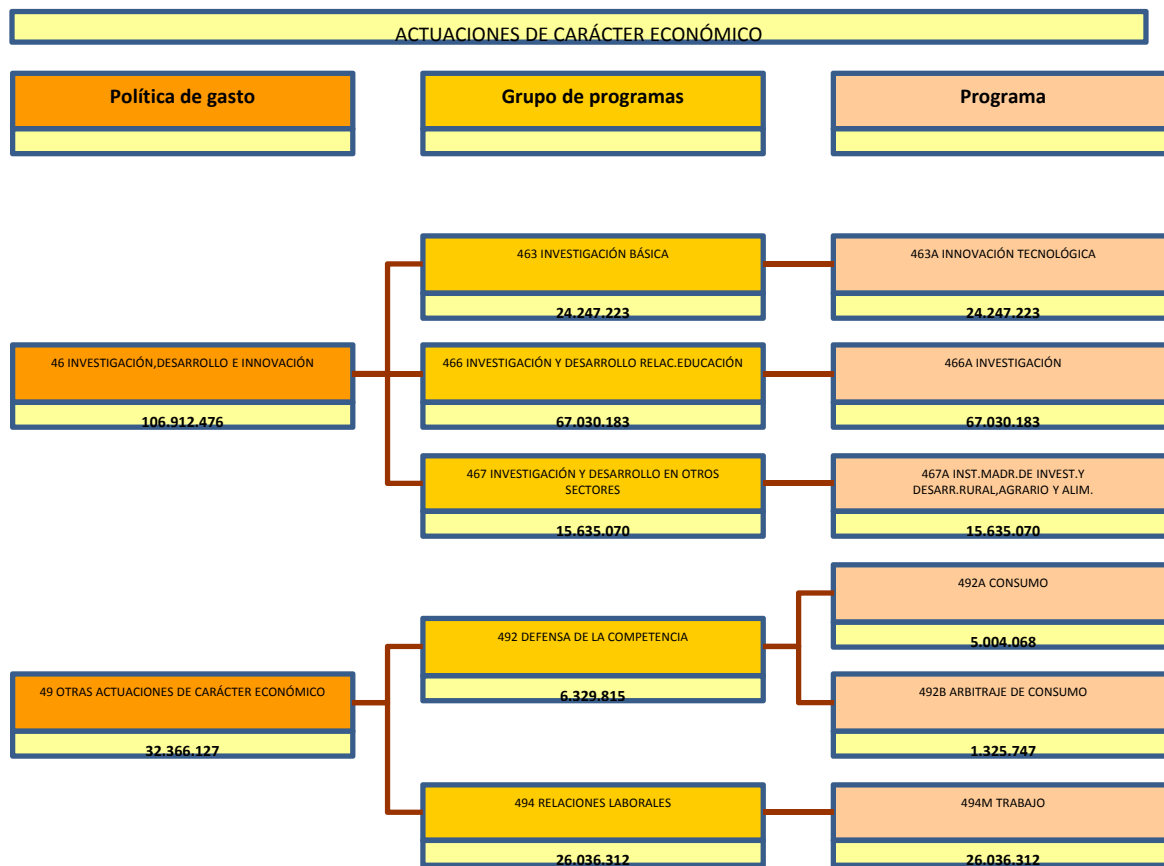 ACTUACIONES DE CARÁCTER ECONÓMICO
Política de gasto
Grupo de programas
Programa
463 INVESTIGACIÓN BÁSICA
24.247.223
463A INNOVACIÓN TECNOLÓGICA
24.247.223
46 INVESTIGACIÓN,DESARROLLO E INNOVACIÓN
106.912.476
466 INVESTIGACIÓN Y DESARROLLO RELAC.EDUCACIÓN
67.030.183
466A INVESTIGACIÓN
67.030.183
467 INVESTIGACIÓN Y DESARROLLO EN OTROS
SECTORES
15.635.070
467A INST.MADR.DE INVEST.Y
DESARR.RURAL,AGRARIO Y ALIM.
15.635.070
492A CONSUMO
5.004.068
492 DEFENSA DE LA COMPETENCIA
6.329.815
49 OTRAS ACTUACIONES DE CARÁCTER ECONÓMICO
32.366.127
492B ARBITRAJE DE CONSUMO
1.325.747
494 RELACIONES LABORALES
26.036.312
494M TRABAJO
26.036.312